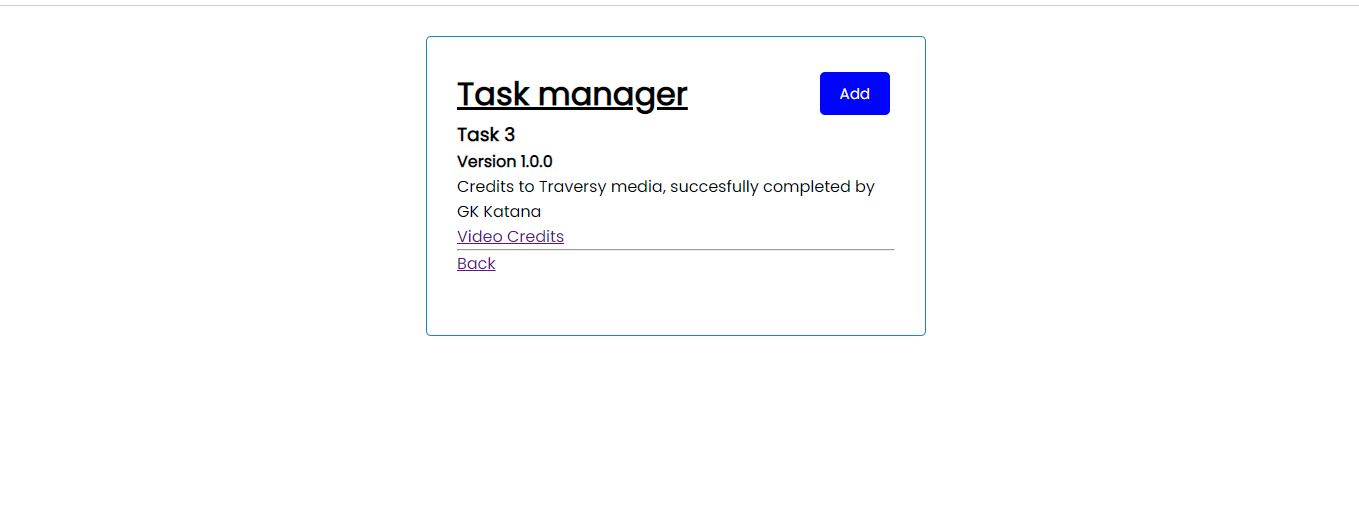 Task manager
Add
Task 3
Version 1.0.0
Credits to Traversy media, succesfully completed by
GK Katana
Video Credits
Back